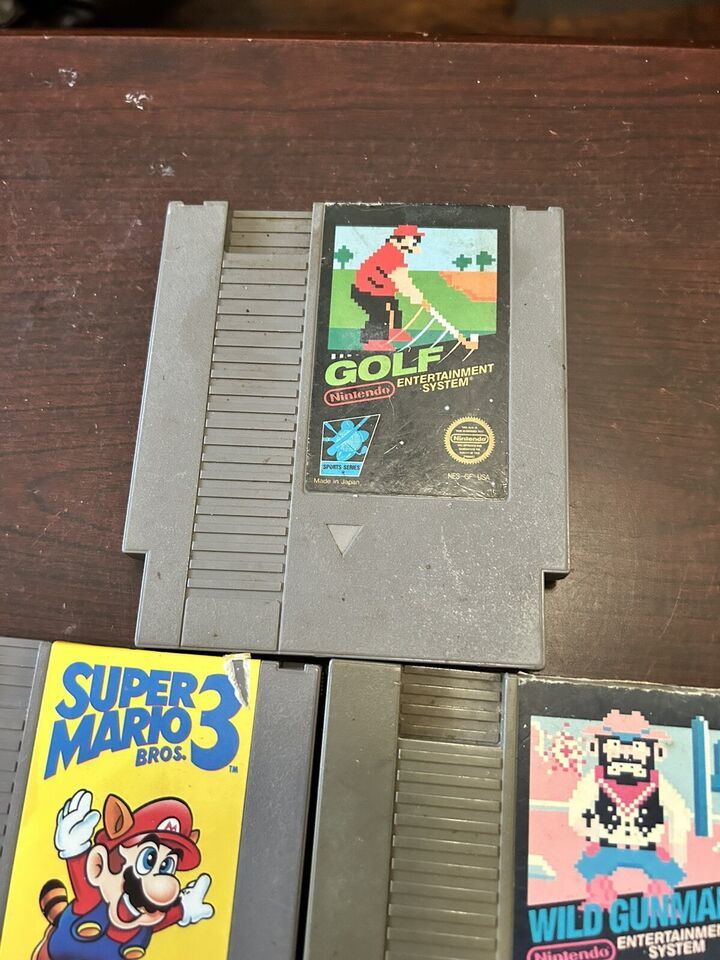 GOLF
Nintendo
ENTERTAINMENT
SYSTEM®
SPORTS SERIES
Made in Japan
Nintendo
NES-GF-USA
SUPER
MARIO 3
BROS.
TM
M
WILD GUNMA
Nintendo
ENTERTAINME
SYSTEM